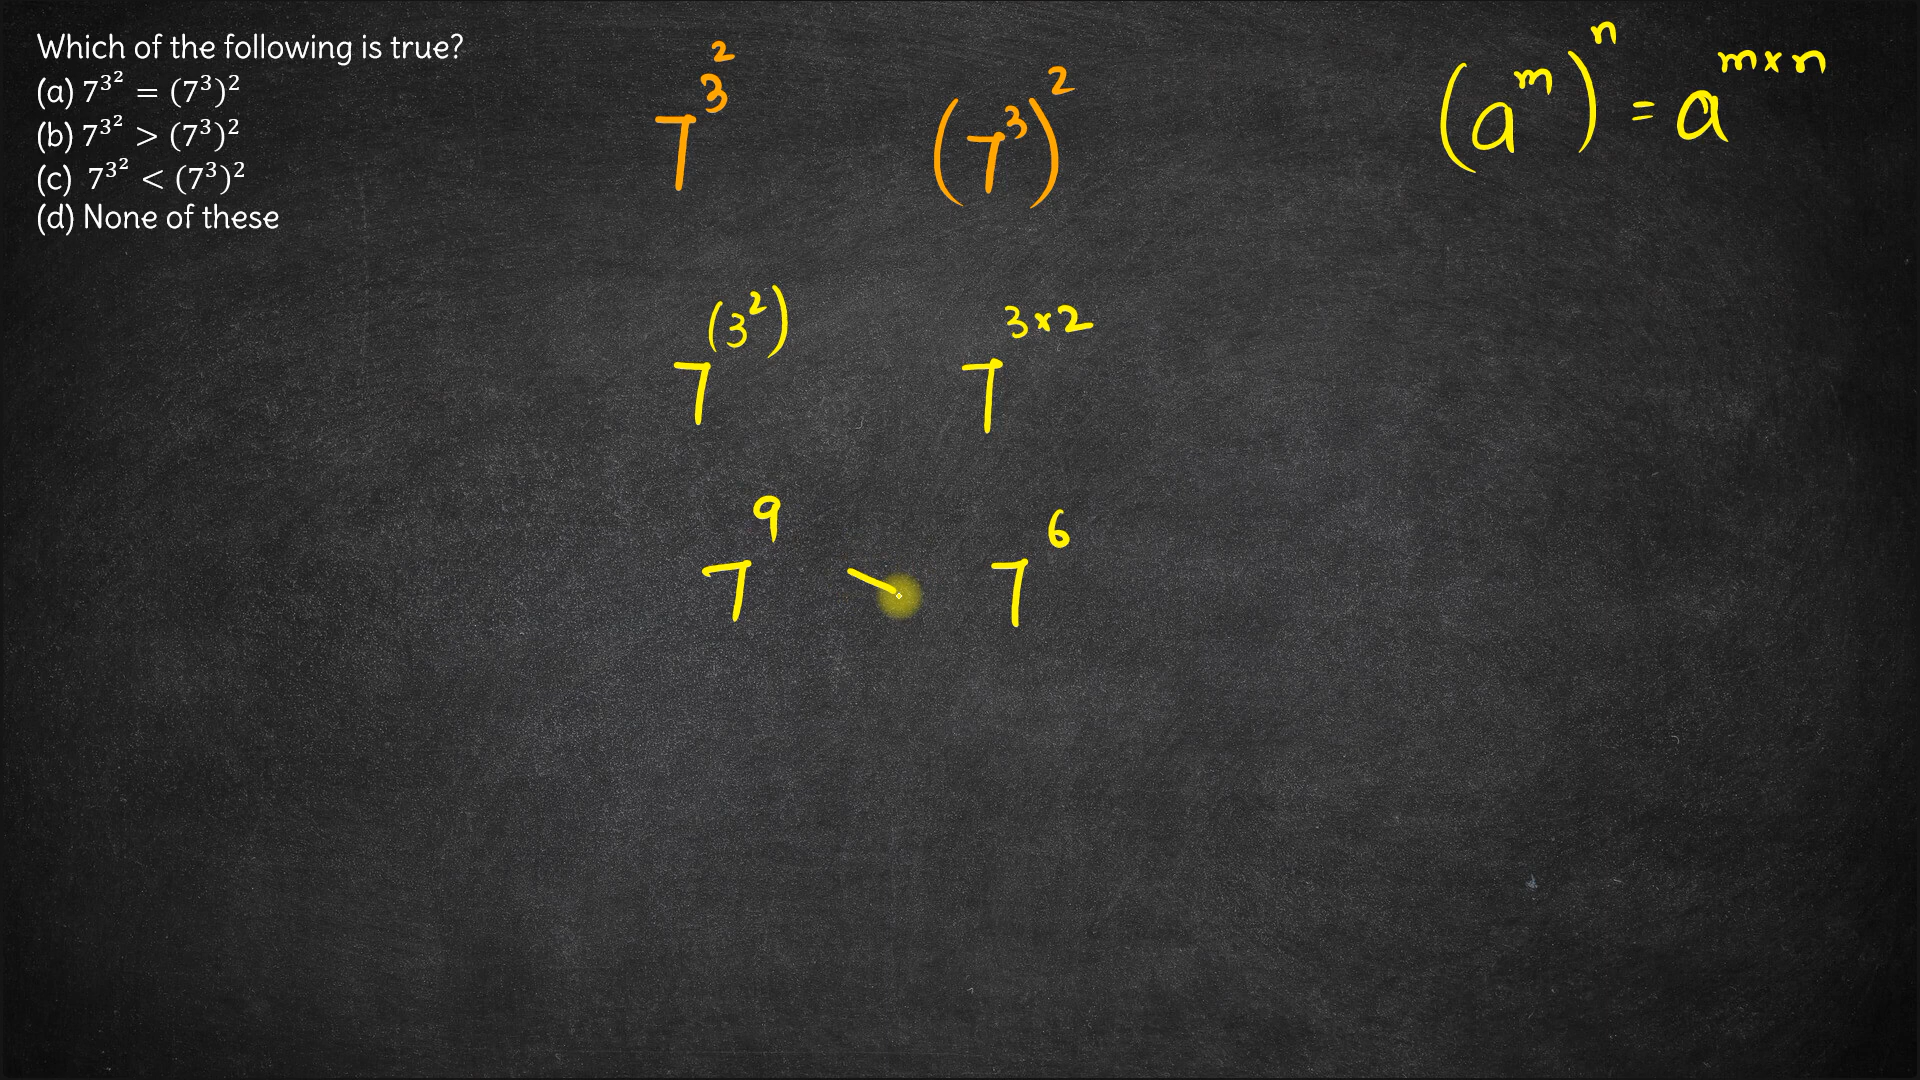 Which of the following is true?
(a) 7^{3^2} = (7^3)^2
(b) 7^{3^2} > (7^3)^2
(c) 7^{3^2} < (7^3)^2
(d) None of these
7^{3^2} (7^3)^2
(a^m)^n = a^{m×n}
7^{(3^2)} 7^{3×2}
7^9 7^6